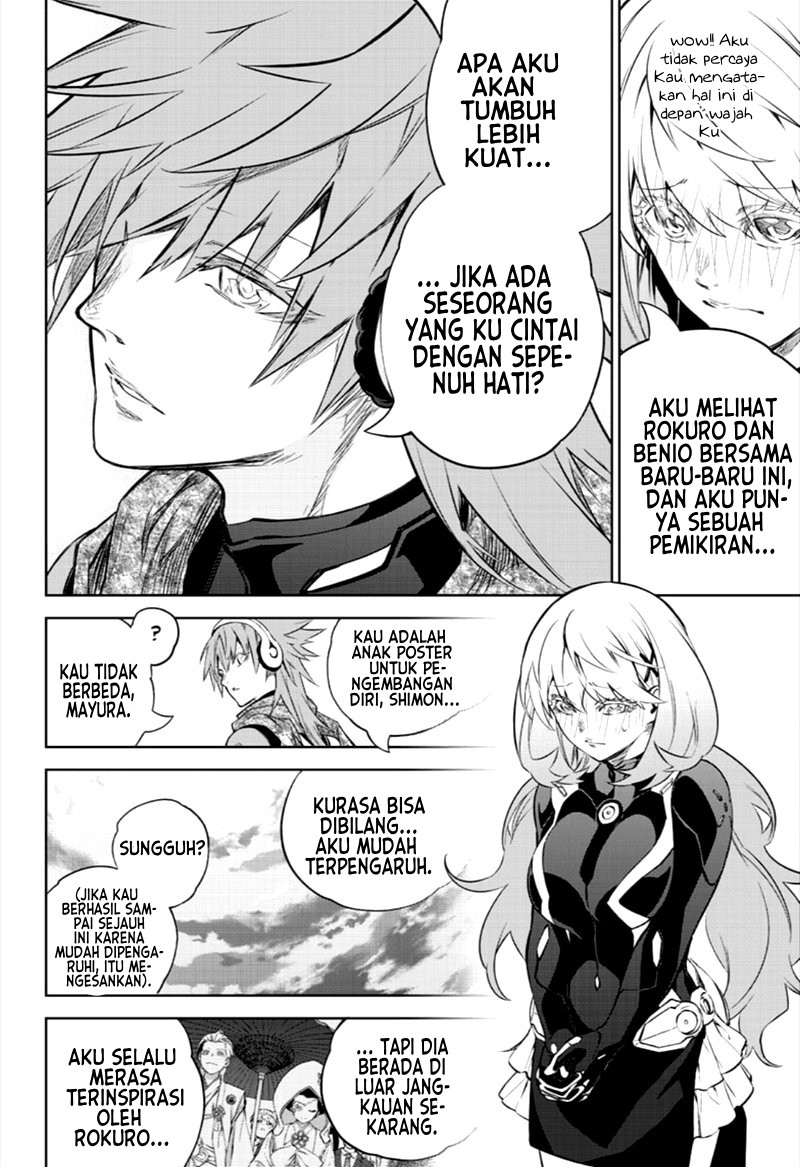 wow!! Aku
tidak percaya
Kau mengata-
kan hal ini di
depan wajah
Ku
AKU MELIHAT
ROKURO DAN
BENIO BERSAMA
BARU-BARU INI,
DAN AKU PUN-
YA SEBUAH
PEMIKIRAN...
APA AKU
AKAN
TUMBUH
LEBIH
KUAT...
... JIKA ADA
SESEORANG
YANG KU CINTAI
DENGAN SEPE-
NUH HATI?
KAU ADALAH
ANAK POSTER
UNTUK PE-
NGEMBANGAN
DIRI, SHIMON...
?
KAU TIDAK
BERBEDA,
MAYURA.
KURASA BISA
DIBILANG...
AKU MUDAH
TERPENGARUH.
SUNGGUH?
(JIKA KAU
BERHASIL SAM-
PAI SEJAUH
INI KARENA
MUDAH DIPENGA-
RUHI, ITU ME-
NGESANKAN).
... TAPI DIA
BERADA DI
LUAR JANG-
KAUAN SE-
KARANG.
AKU SELALU
MERASA
TERINSPIRASI
OLEH
ROKURO...